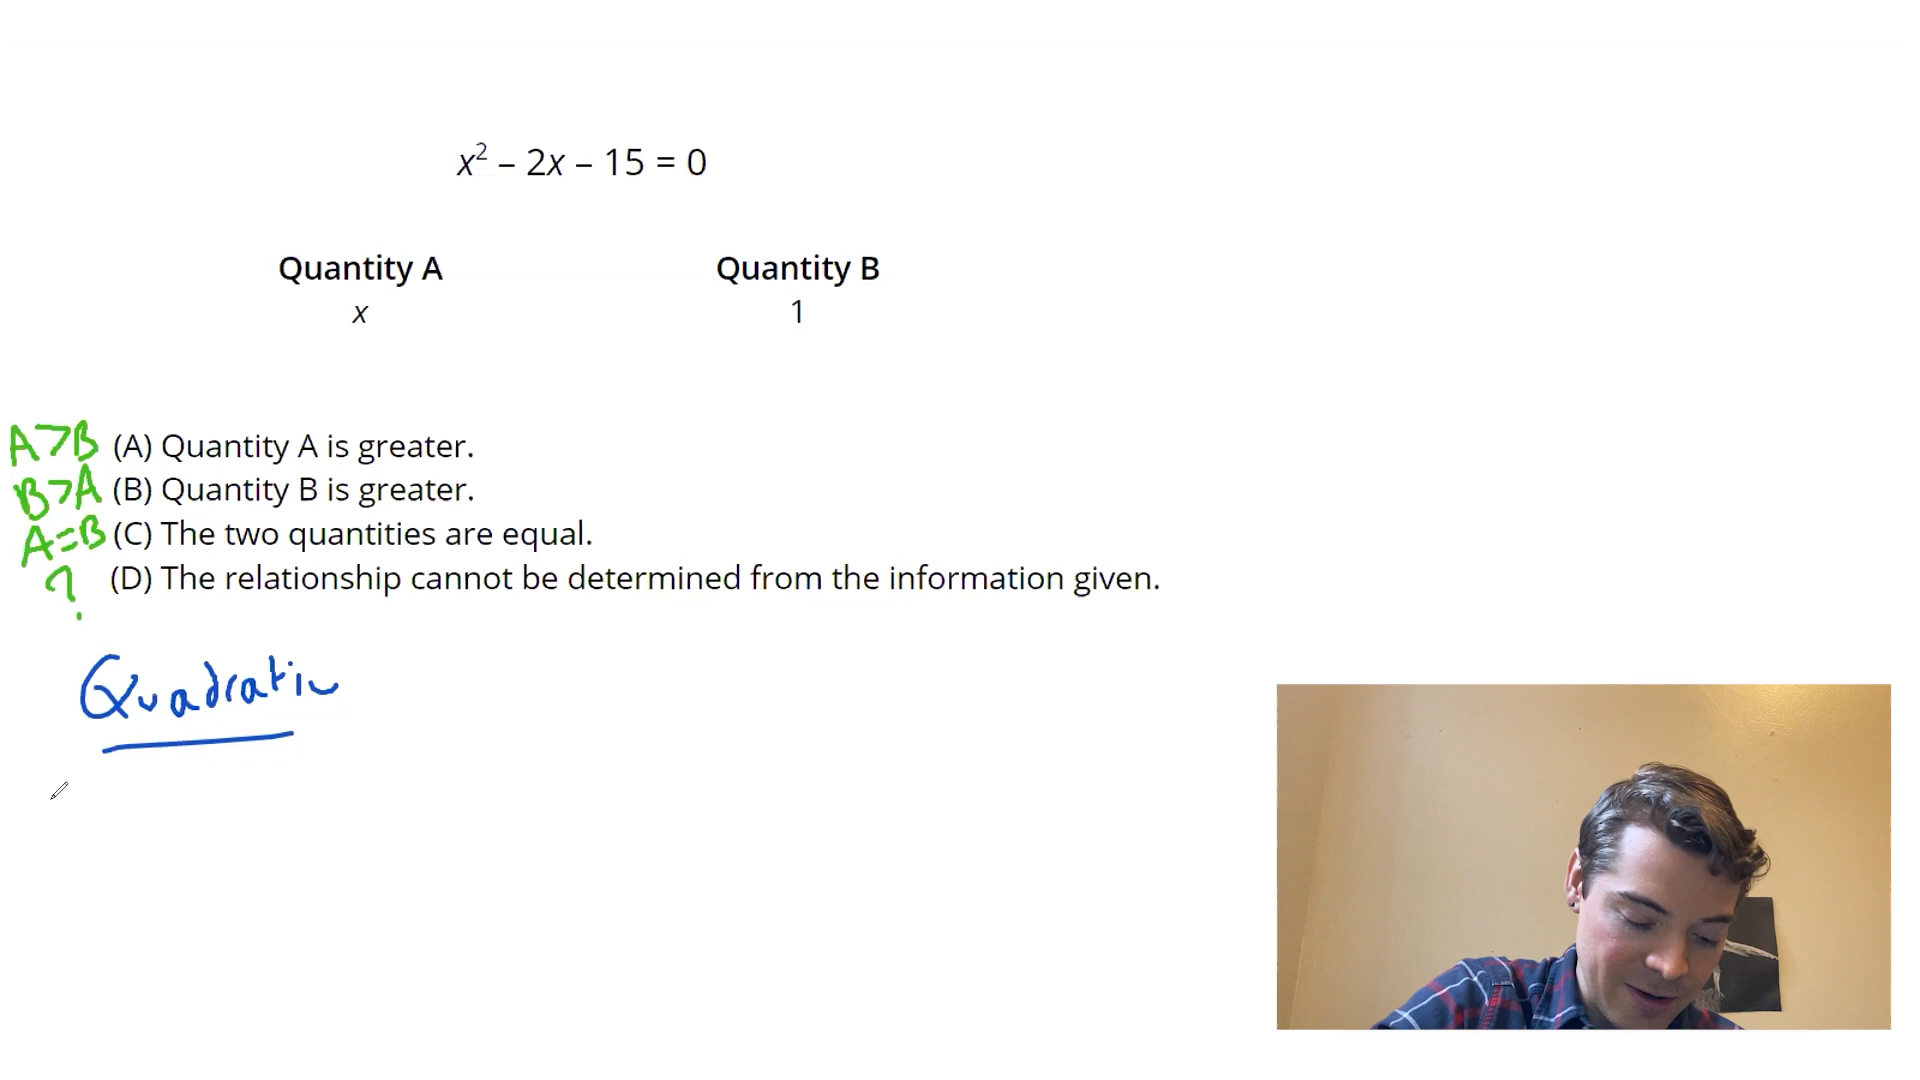 x² – 2x – 15 = 0
Quantity A Quantity B
x 1
A>B (A) Quantity A is greater.
B>A (B) Quantity B is greater.
A=B (C) The two quantities are equal.
? (D) The relationship cannot be determined from the information given.
Quadratic